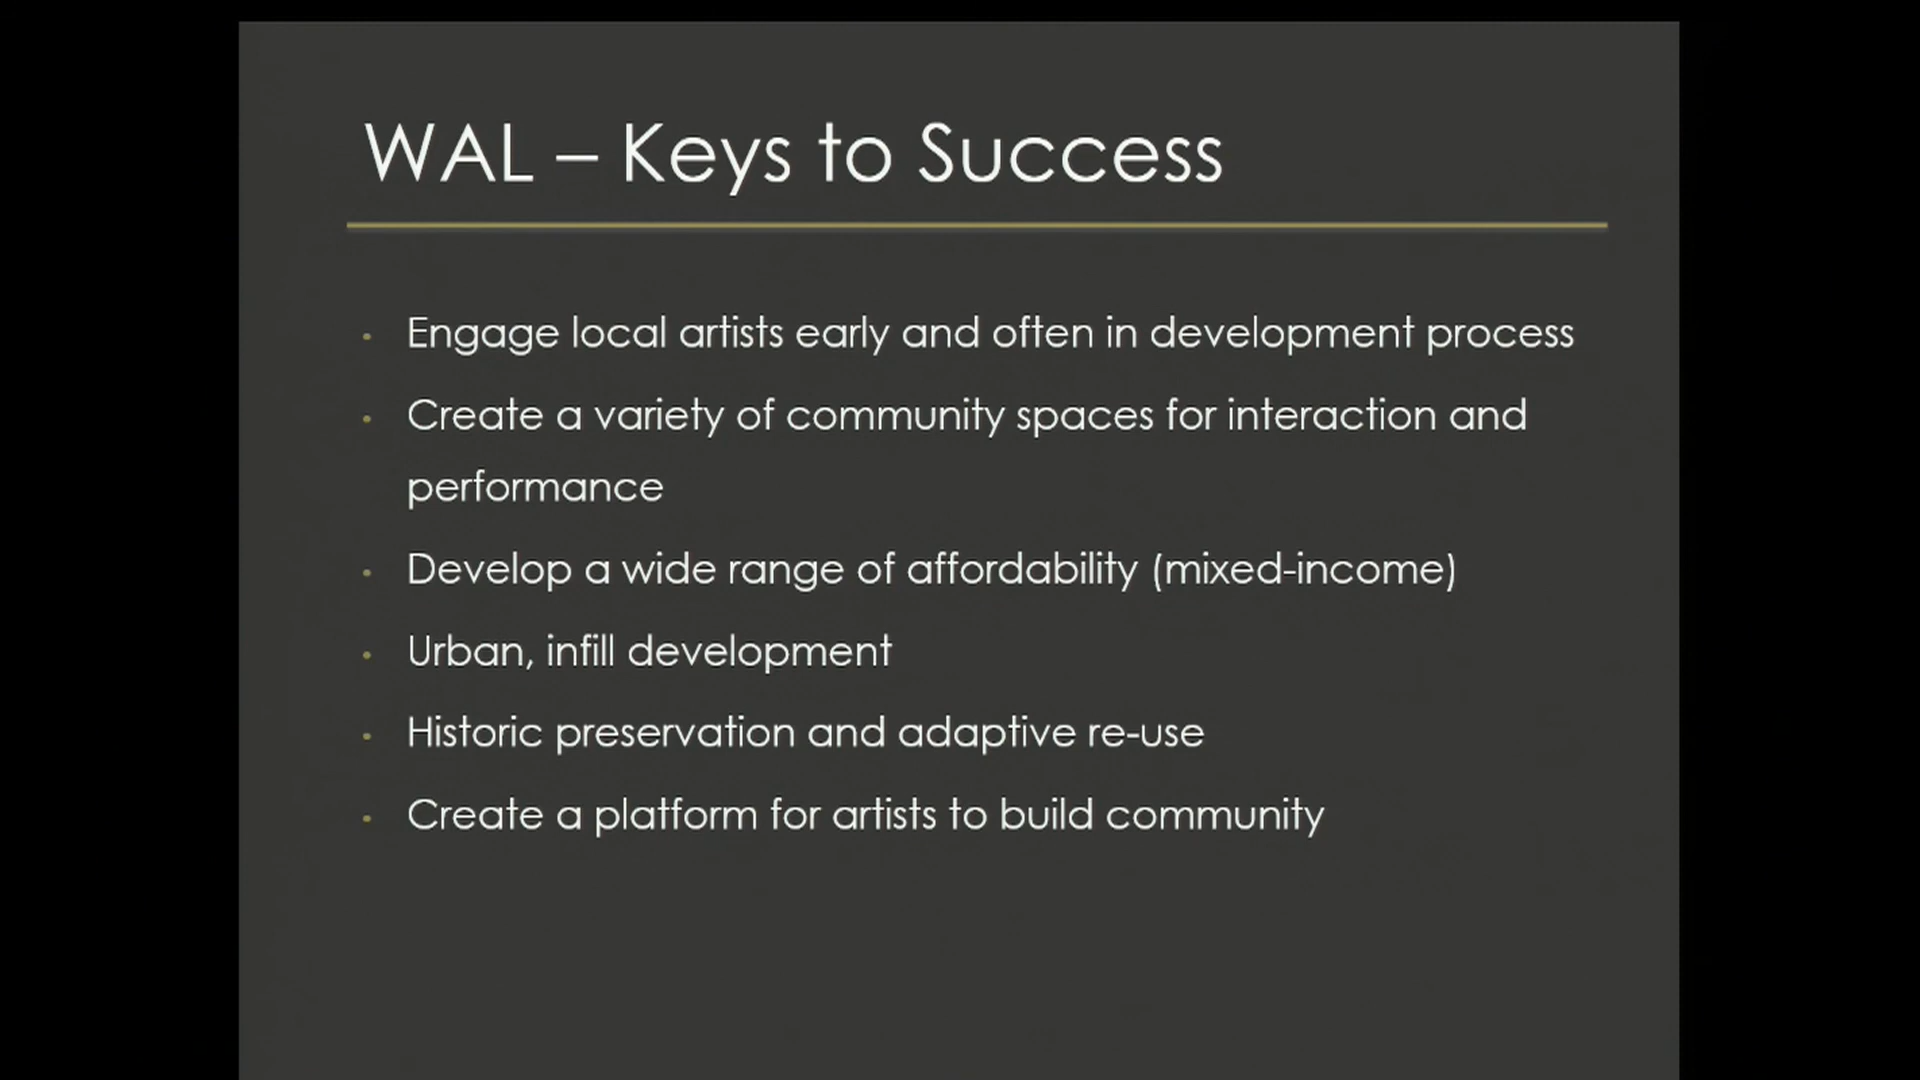 WAL – Keys to Success
• Engage local artists early and often in development process
• Create a variety of community spaces for interaction and
performance
• Develop a wide range of affordability (mixed-income)
• Urban, infill development
• Historic preservation and adaptive re-use
• Create a platform for artists to build community